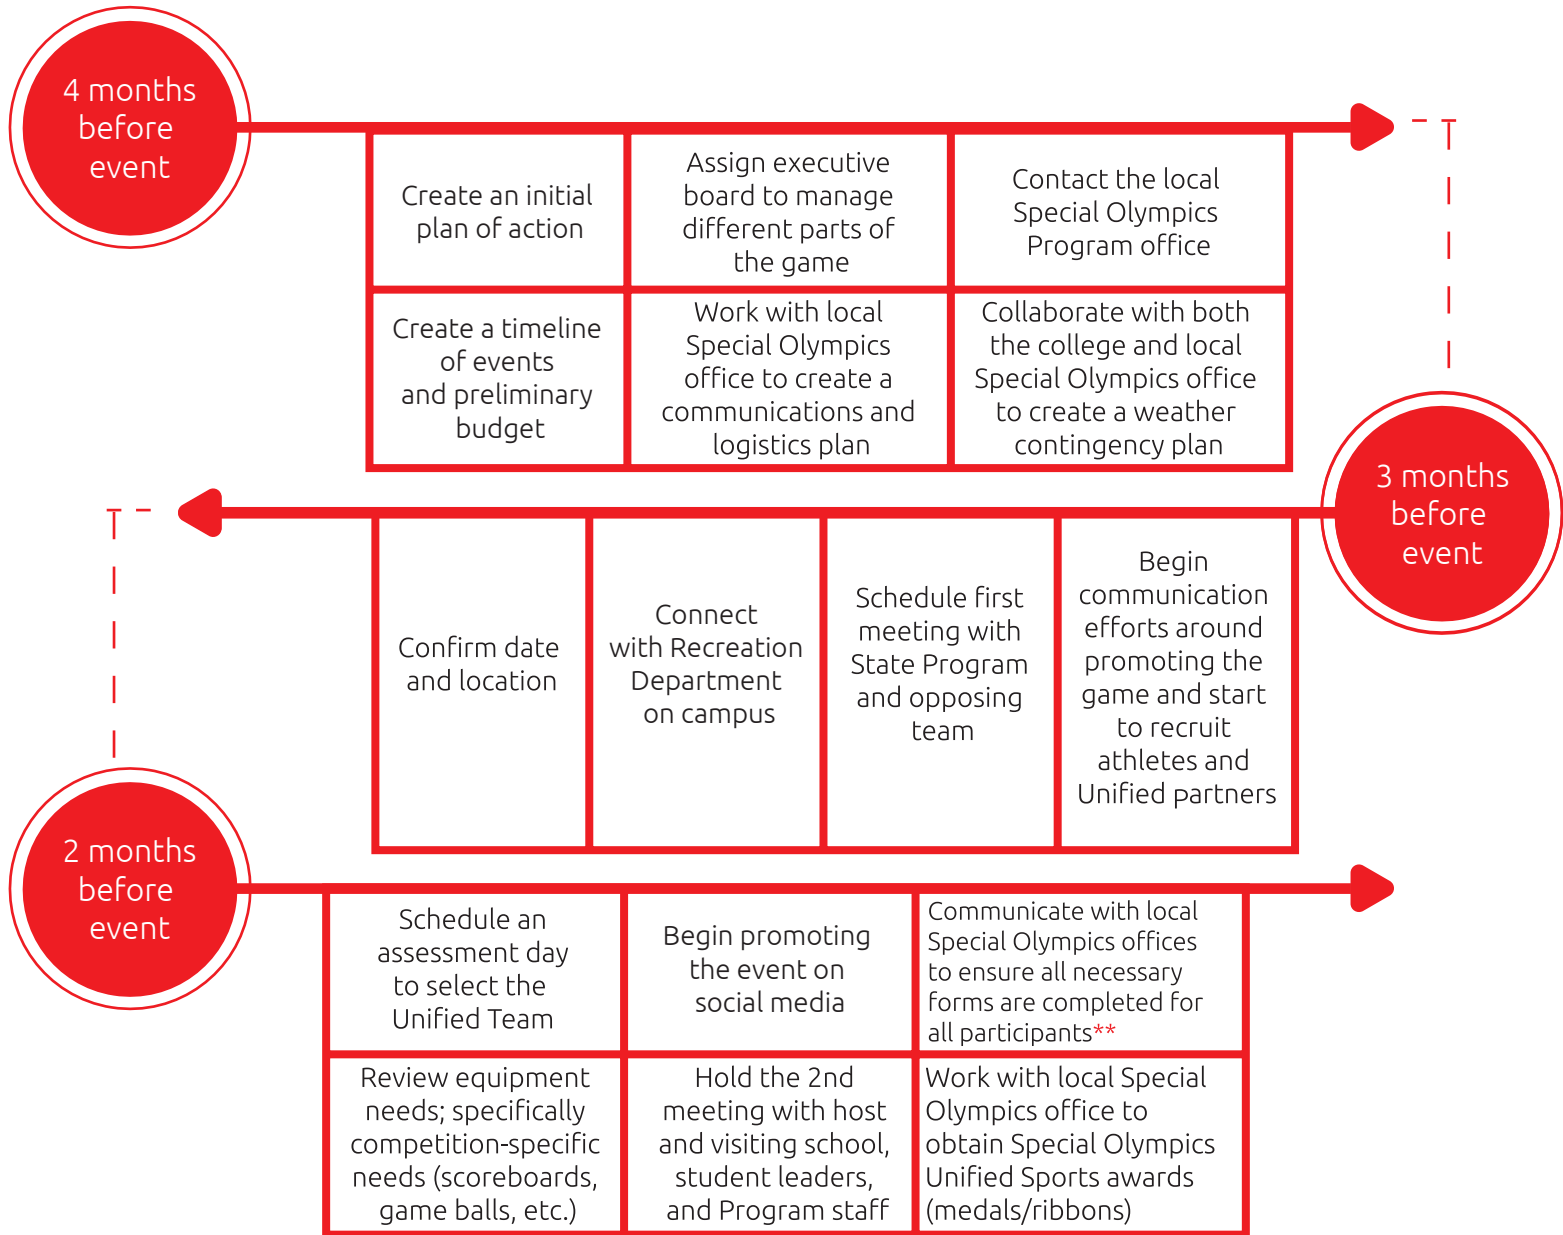 4 months
before
event
Create an initial
plan of action
Assign executive
board to manage
different parts of
the game
Contact the local
Special Olympics
Program office
Create a timeline
of events
and preliminary
budget
Work with local
Special Olympics
office to create a
communications and
logistics plan
Collaborate with both
the college and local
Special Olympics office
to create a weather
contingency plan
3 months
before
event
Confirm date
and location
Connect
with Recreation
Department
on campus
Schedule first
meeting with
State Program
and opposing
team
Begin
communication
efforts around
promoting the
game and start
to recruit
athletes and
Unified partners
2 months
before
event
Schedule an
assessment day
to select the
Unified Team
Begin promoting
the event on
social media
Communicate with local
Special Olympics offices
to ensure all necessary
forms are completed for
all participants**
Review equipment
needs; specifically
competition-specific
needs (scoreboards,
game balls, etc.)
Hold the 2nd
meeting with host
and visiting school,
student leaders,
and Program staff
Work with local Special
Olympics office to
obtain Special Olympics
Unified Sports awards
(medals/ribbons)